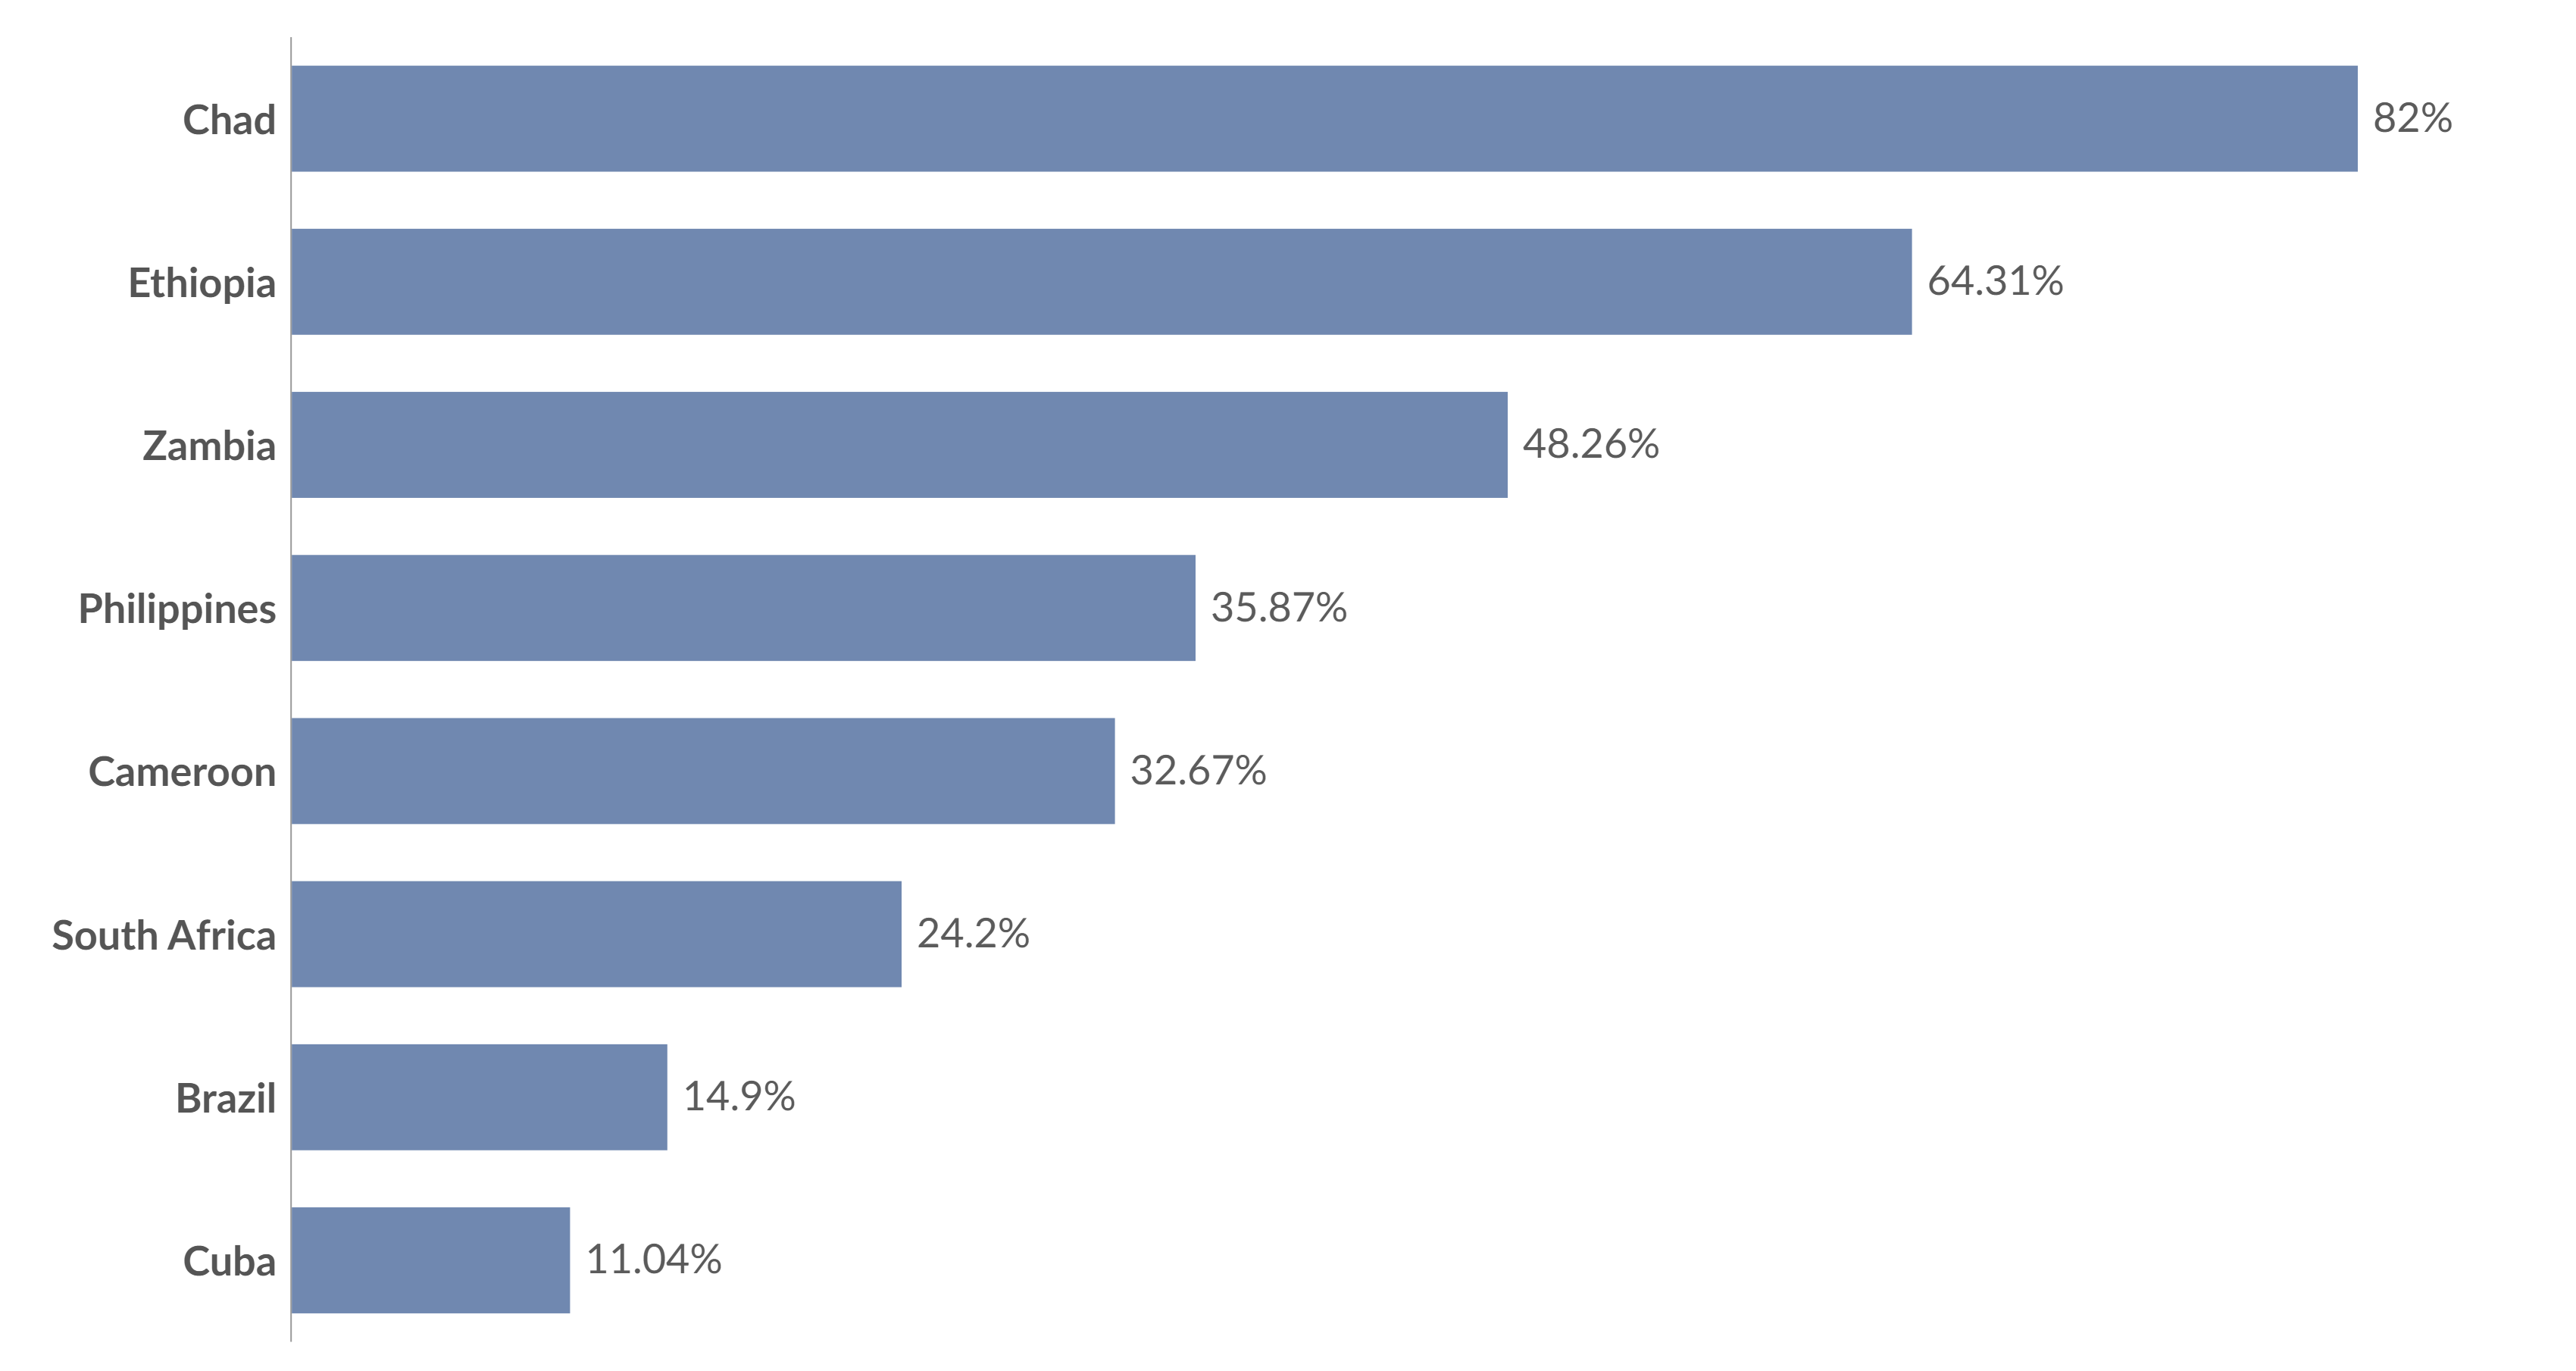 Chad 82%
Ethiopia 64.31%
Zambia 48.26%
Philippines 35.87%
Cameroon 32.67%
South Africa 24.2%
Brazil 14.9%
Cuba 11.04%